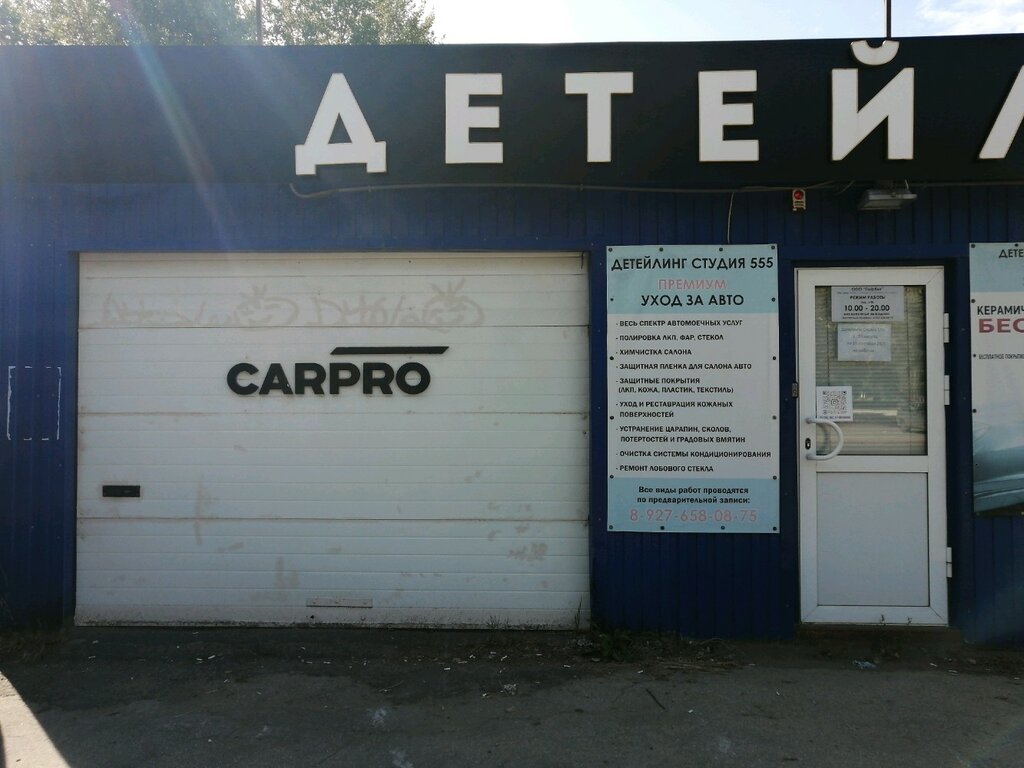 ДЕТЕЙЛ
CARPRO
ДЕТЕЙЛИНГ СТУДИЯ 555
ПРЕМИУМ
УХОД ЗА АВТО
- ВЕСЬ СПЕКТР АВТОМОЕЧНЫХ УСЛУГ
- ПОЛИРОВКА ЛКП, ФАР, СТЕКОЛ
- ХИМЧИСТКА САЛОНА
- ЗАЩИТНАЯ ПЛЕНКА ДЛЯ САЛОНА АВТО
- ЗАЩИТНЫЕ ПОКРЫТИЯ
(ЛКП, КОЖА, ПЛАСТИК, ТЕКСТИЛЬ)
- УХОД И РЕСТАВРАЦИЯ КОЖАНЫХ
ПОВЕРХНОСТЕЙ
- УСТРАНЕНИЕ ЦАРАПИН, СКОЛОВ,
ПОТЕРТОСТЕЙ И ГРАДОВЫХ ВМЯТИН
- ОЧИСТКА СИСТЕМЫ КОНДИЦИОНИРОВАНИЯ
- РЕМОНТ ЛОБОВОГО СТЕКЛА
Все виды работ проводятся
по предварительной записи:
8-927-658-08-75
РЕЖИМ РАБОТЫ
10.00 - 20.00
ДЕТЕ
КЕРАМИЧ
БЕС